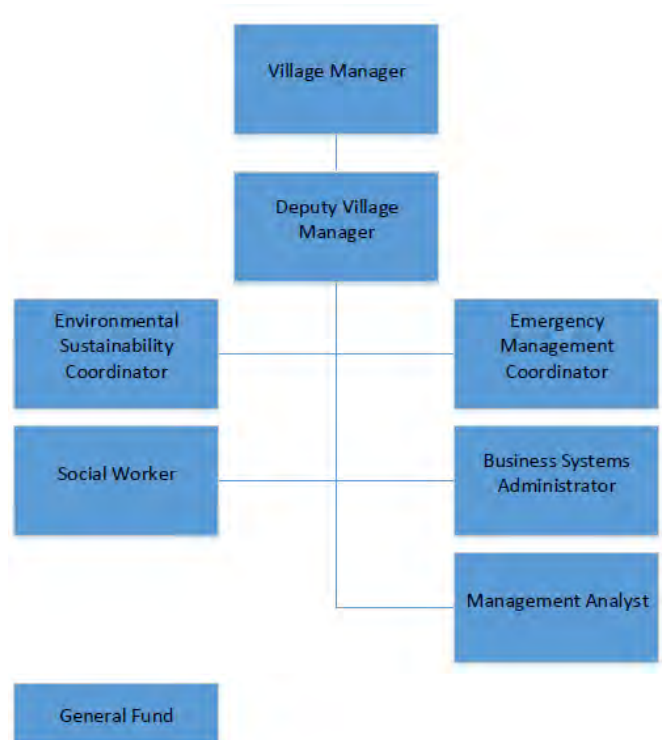 Village Manager
Deputy Village
Manager
Environmental
Sustainability
Coordinator
Emergency
Management
Coordinator
Social Worker
Business Systems
Administrator
Management Analyst
General Fund